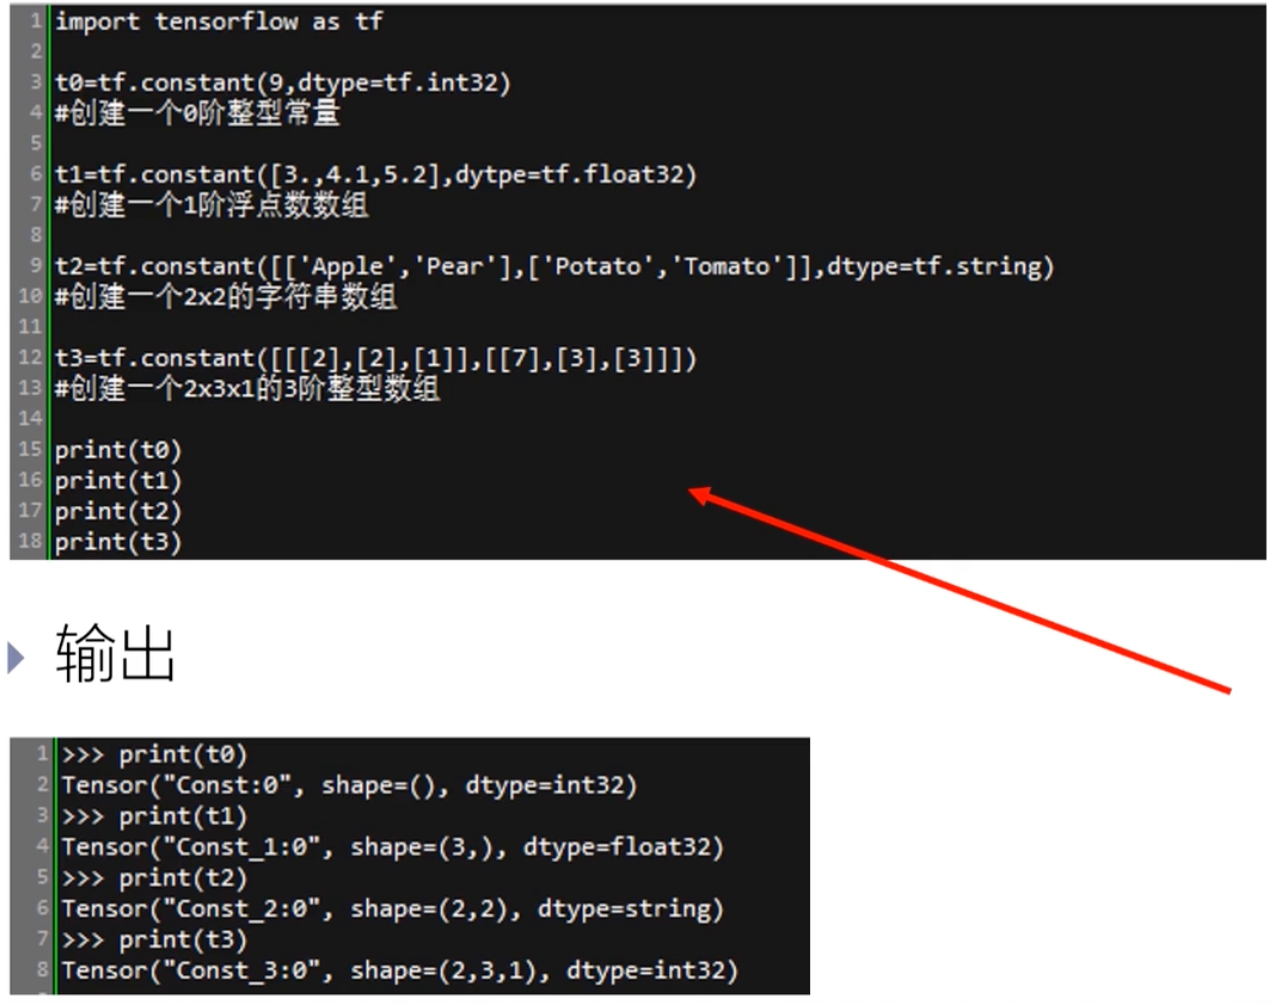 1 import tensorflow as tf
2
3 t0=tf.constant(9,dtype=tf.int32)
4 #创建一个0阶整型常量
5
6 t1=tf.constant([3.,4.1,5.2],dytpe=tf.float32)
7 #创建一个1阶浮点数数组
8
9 t2=tf.constant([['Apple','Pear'],['Potato','Tomato']],dtype=tf.string)
10 #创建一个2x2的字符串数组
11
12 t3=tf.constant([[[2],[2],[1]],[[7],[3],[3]]])
13 #创建一个2x3x1的3阶整型数组
14
15 print(t0)
16 print(t1)
17 print(t2)
18 print(t3)
输出
1 >>> print(t0)
2 Tensor("Const:0", shape=(), dtype=int32)
3 >>> print(t1)
4 Tensor("Const_1:0", shape=(3,), dtype=float32)
5 >>> print(t2)
6 Tensor("Const_2:0", shape=(2,2), dtype=string)
7 >>> print(t3)
8 Tensor("Const_3:0", shape=(2,3,1), dtype=int32)